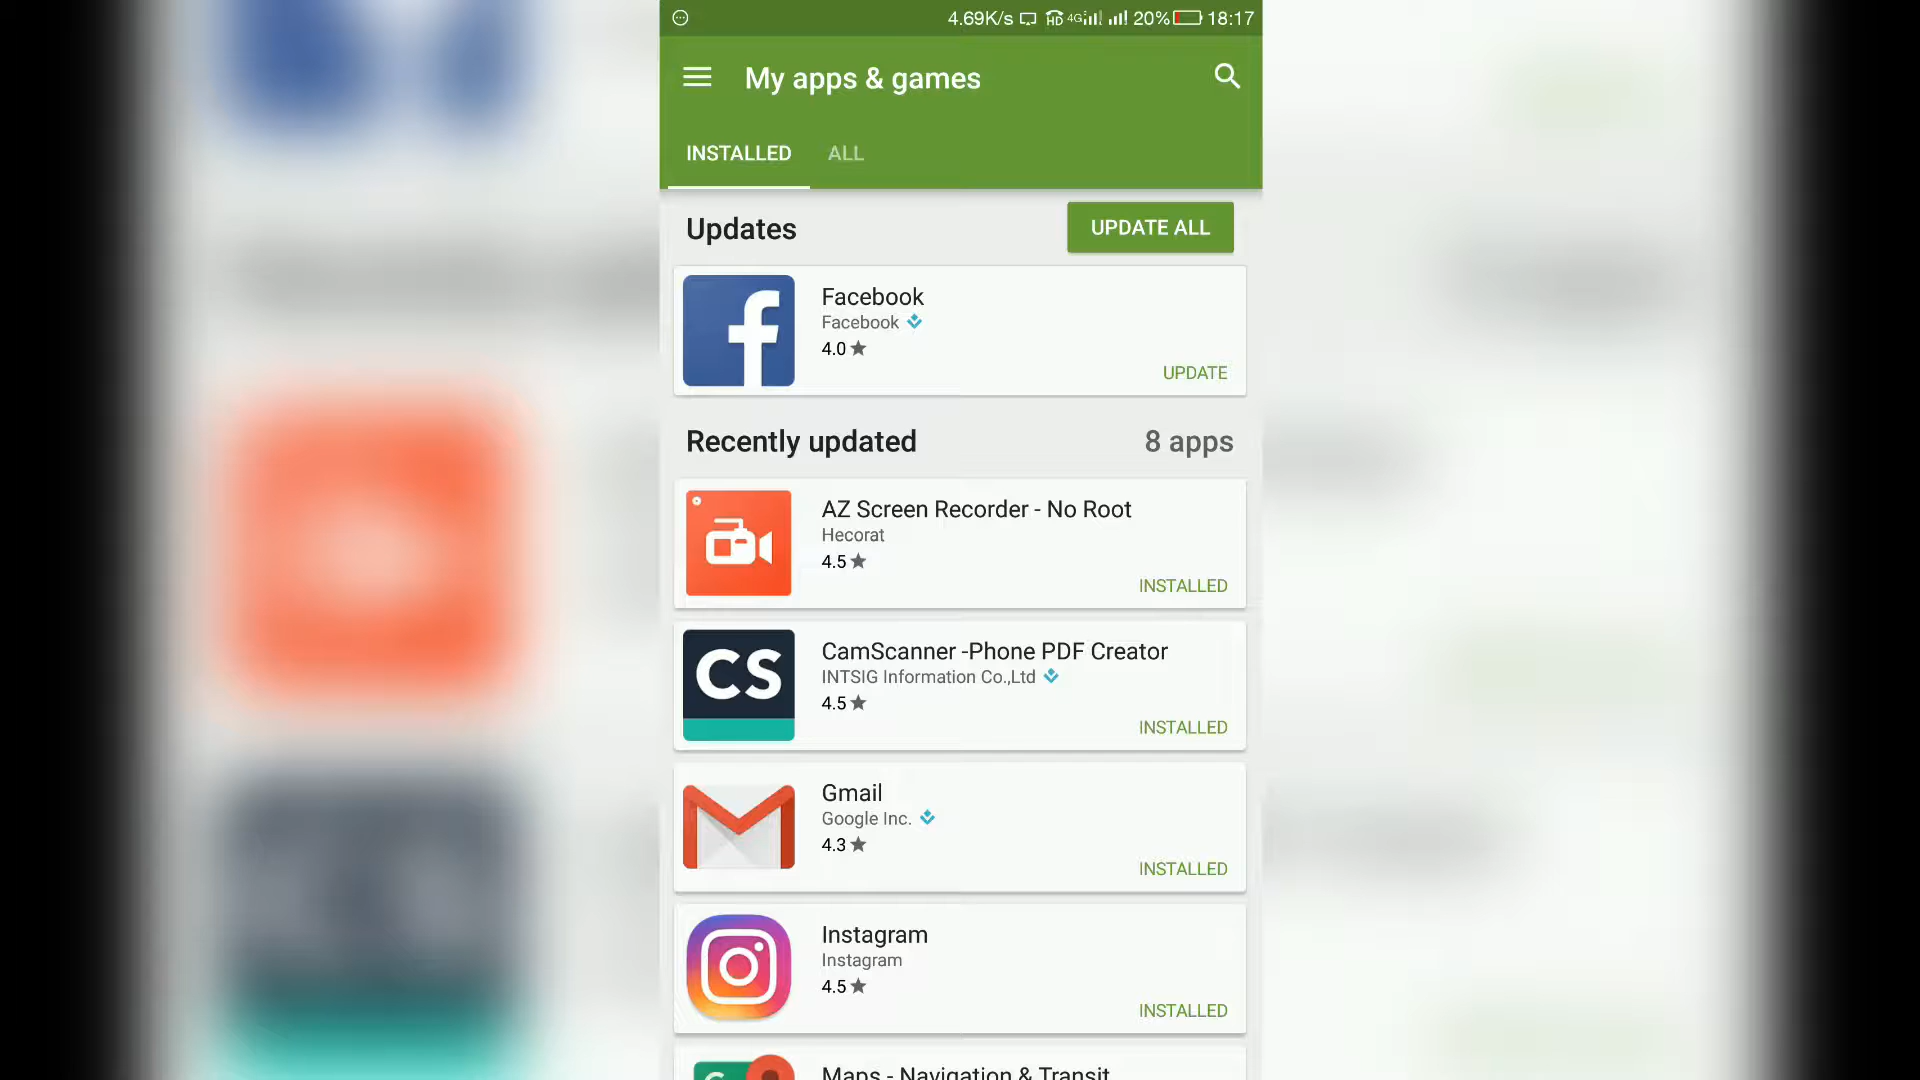 4.69K/s HD 4G 20% 18:17
My apps & games
INSTALLED ALL
Updates UPDATE ALL
Facebook
Facebook
4.0
UPDATE
Recently updated 8 apps
AZ Screen Recorder - No Root
Hecorat
4.5
INSTALLED
CS
CamScanner -Phone PDF Creator
INTSIG Information Co.,Ltd
4.5
INSTALLED
Gmail
Google Inc.
4.3
INSTALLED
Instagram
Instagram
4.5
INSTALLED
Maps - Navigation & Transit